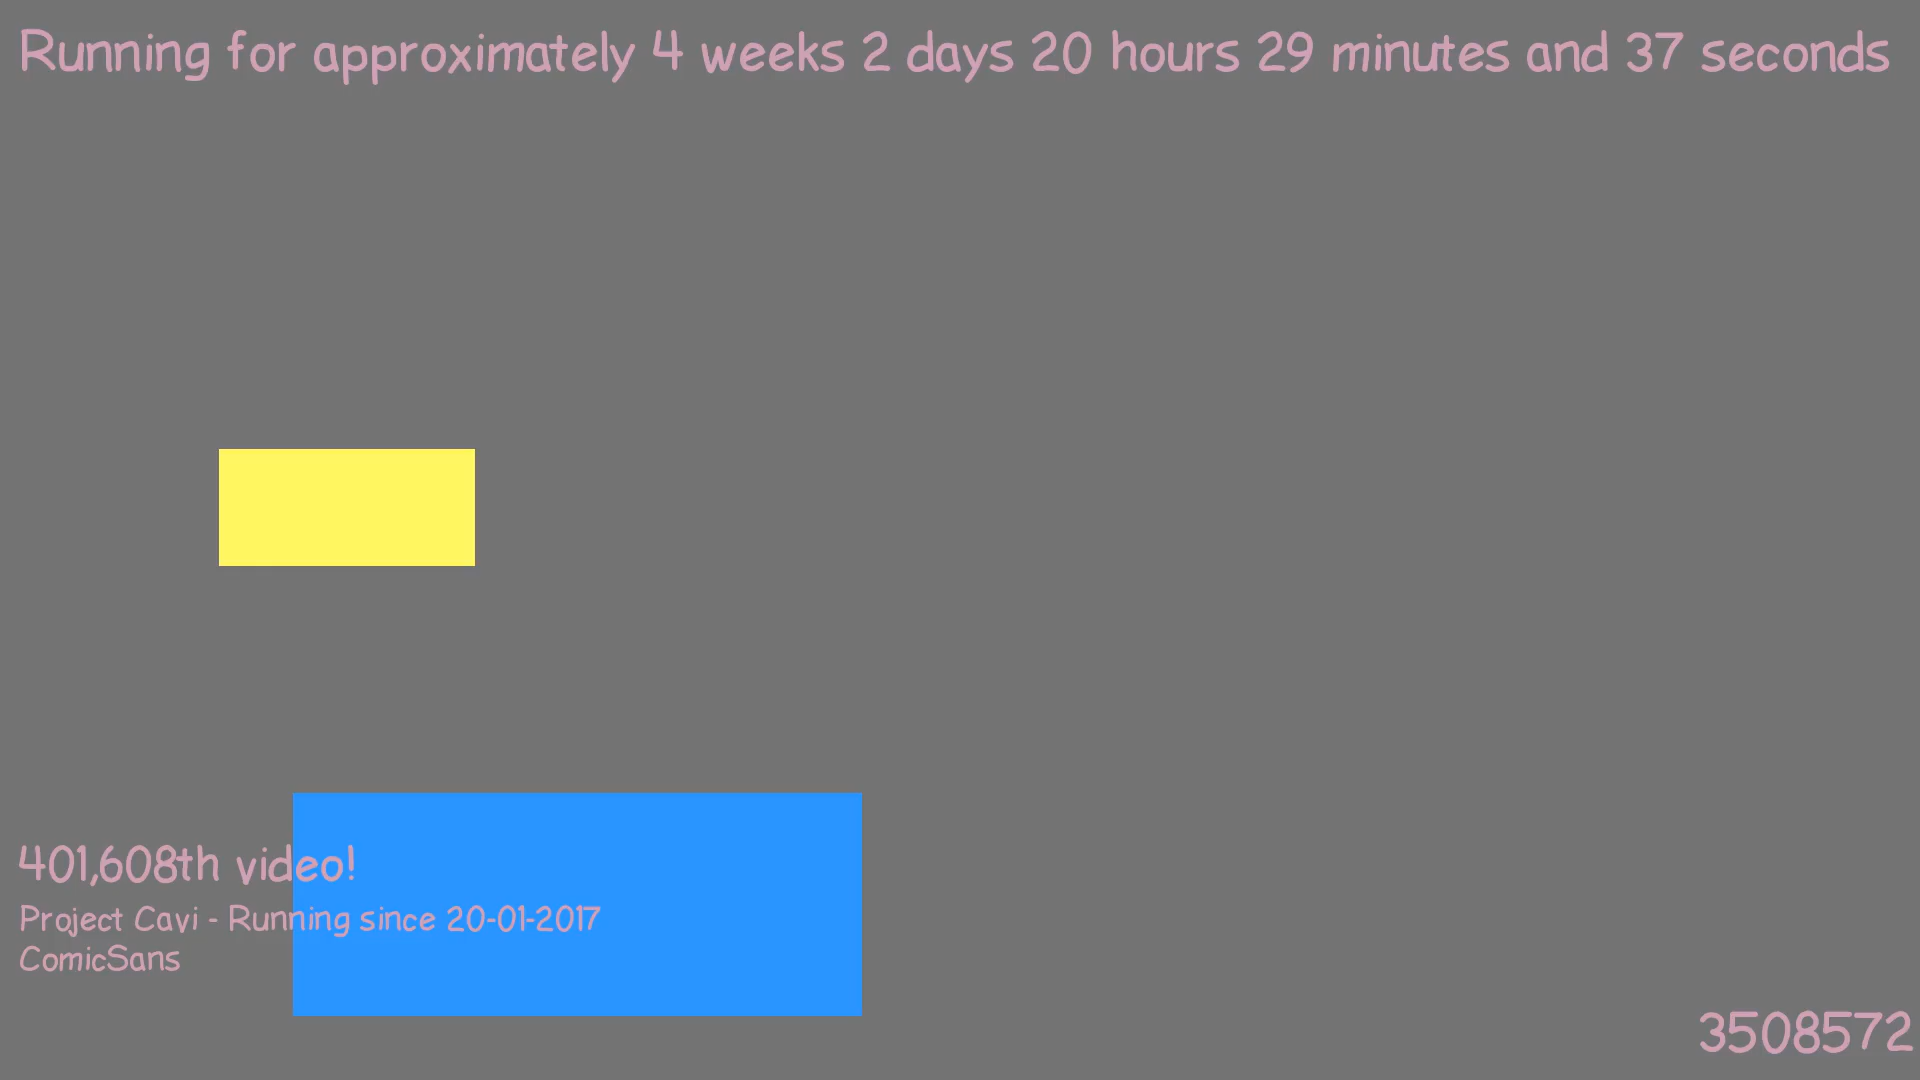 Running for approximately 4 weeks 2 days 20 hours 29 minutes and 37 seconds
401,608th video!
Project Cavi - Running since 20-01-2017
ComicSans
3508572